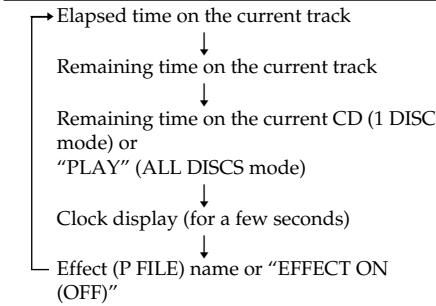 Elapsed time on the current track
Remaining time on the current track
Remaining time on the current CD (1 DISC
mode) or
“PLAY” (ALL DISCS mode)
Clock display (for a few seconds)
Effect (P FILE) name or “EFFECT ON
(OFF)”